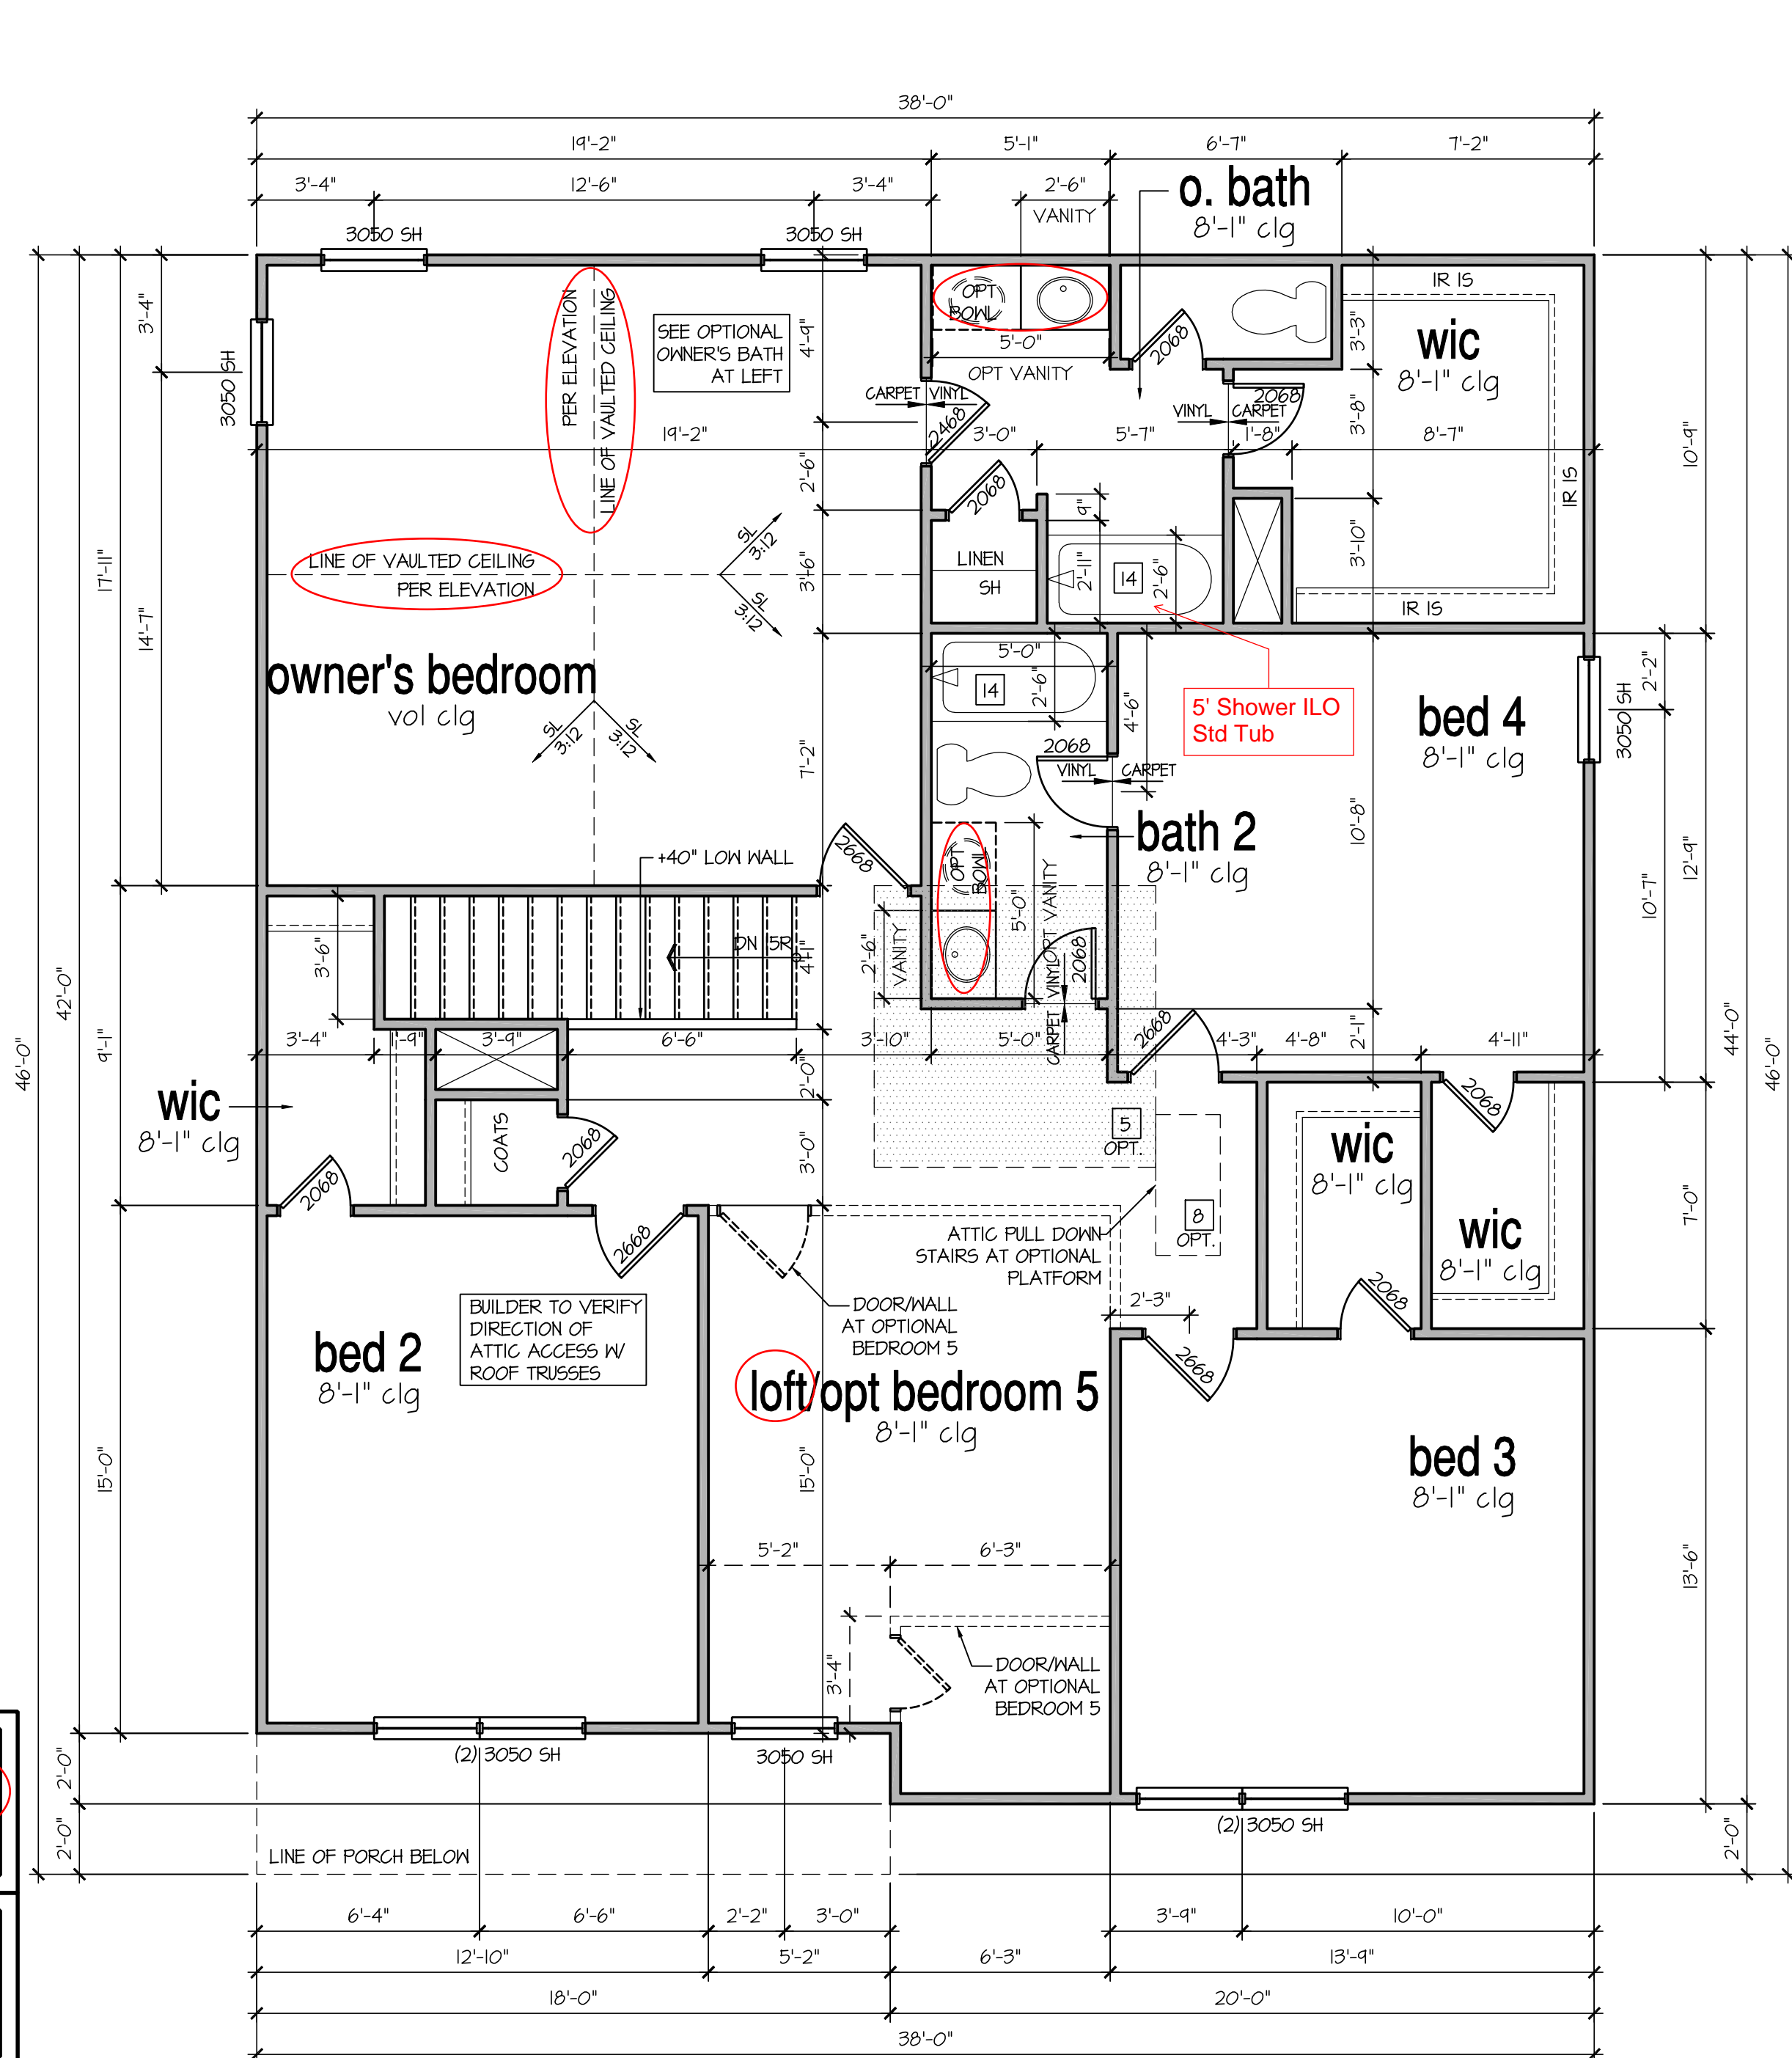 38'-0"
19'-2" 5'-1" 6'-7" 7'-2"
3'-4" 12'-6" 3'-4" 2'-6"
VANITY
o. bath
8'-1" clg
3050 SH
3050 SH
3050 SH
3'-4"
14'-7"
17'-11"
9'-1"
15'-0"
42'-0"
46'-0"
2'-0"
2'-0"
PER ELEVATION
LINE OF VAULTED CEILING
SEE OPTIONAL
OWNER'S BATH
AT LEFT
4'-9"
OPT
BOWL
5'-0"
OPT VANITY
2068
3'-3"
IR IS
wic
8'-1" clg
CARPET VINYL
2468
VINYL CARPET
2068
3'-8"
10'-9"
19'-2" 3'-0" 5'-7" 1'-8" 8'-7"
2'-6"
2068
9"
IR IS
3'-10"
LINE OF VAULTED CEILING
PER ELEVATION
SL
3:12
SL
3:12
3'-6"
LINEN
SH
2'-11"
14
2'-6"
IR IS
owner's bedroom
vol clg
SL
3:12
SL
3:12
7'-2"
5'-0"
14
2'-6"
4'-6"
5' Shower ILO
Std Tub
bed 4
8'-1" clg
3050 SH
2'-2"
2068
VINYL CARPET
bath 2
8'-1" clg
10'-8"
12'-9"
10'-7"
+40" LOW WALL
2668
OPT
BOWL
5'-0"
OPT VANITY
3'-6"
DN 15R
4'-1"
2'-6"
VANITY
VINYL
CARPET
2068
2668
3'-4" 1'-9" 3'-9" 6'-6" 3'-10" 5'-0" 4'-3" 4'-8" 4'-11"
2'-1"
44'-0"
46'-0"
2'-0"
wic
8'-1" clg
COATS
2068
3'-0"
5
OPT.
2068
wic
8'-1" clg
2068
8
OPT.
wic
8'-1" clg
7'-0"
2668
ATTIC PULL DOWN
STAIRS AT OPTIONAL
PLATFORM
2'-3"
2068
BUILDER TO VERIFY
DIRECTION OF
ATTIC ACCESS W/
ROOF TRUSSES
DOOR/WALL
AT OPTIONAL
BEDROOM 5
2668
bed 2
8'-1" clg
loft/opt bedroom 5
8'-1" clg
bed 3
8'-1" clg
15'-0"
13'-6"
5'-2" 6'-3"
3'-4"
DOOR/WALL
AT OPTIONAL
BEDROOM 5
(2) 3050 SH
3050 SH
(2) 3050 SH
2'-0"
LINE OF PORCH BELOW
6'-4" 6'-6" 2'-2" 3'-0" 3'-9" 10'-0"
12'-10" 5'-2" 6'-3" 13'-9"
18'-0" 20'-0"
38'-0"